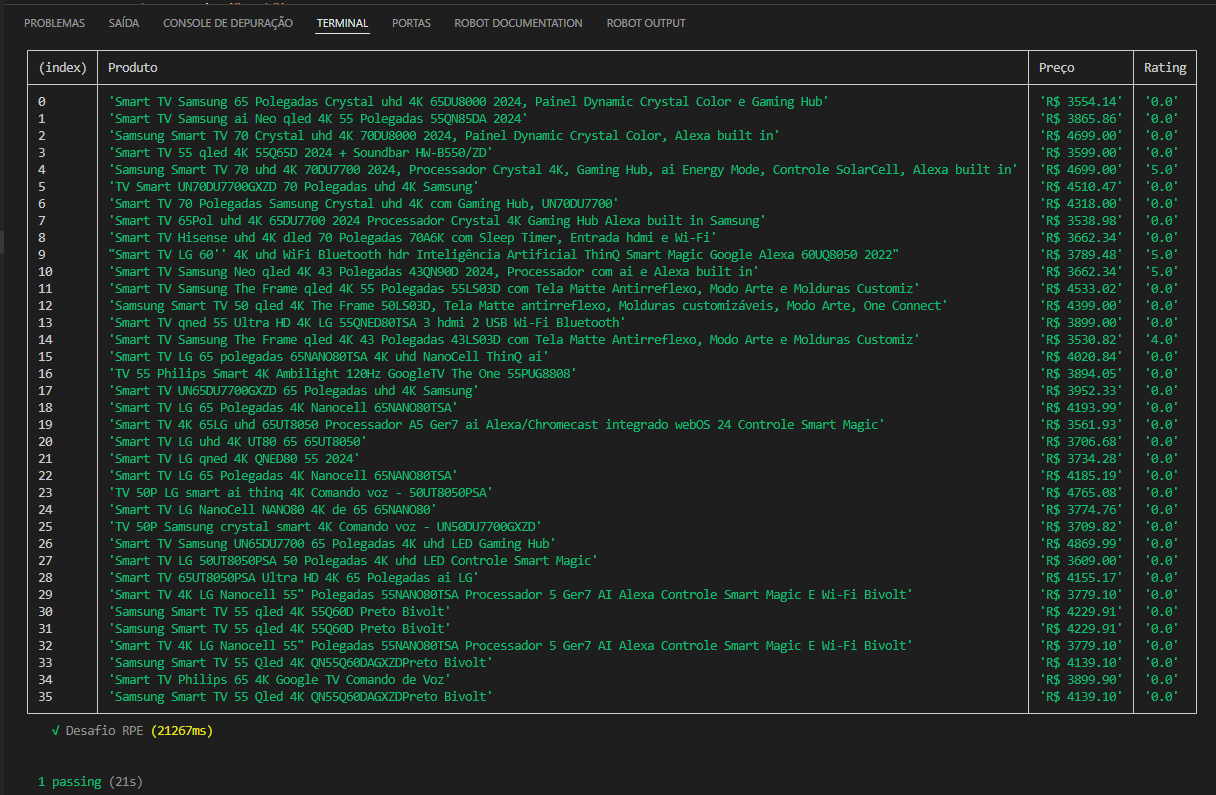 PROBLEMAS SAÍDA CONSOLE DE DEPURAÇÃO TERMINAL PORTAS ROBOT DOCUMENTATION ROBOT OUTPUT
(index) Produto Preço Rating
0 'Smart TV Samsung 65 Polegadas Crystal uhd 4K 65DU8000 2024, Painel Dynamic Crystal Color e Gaming Hub' 'R$ 3554.14' '0.0'
1 'Smart TV Samsung ai Neo qled 4K 55 Polegadas 55QN85DA 2024' 'R$ 3865.86' '0.0'
2 'Samsung Smart TV 70 Crystal uhd 4K 70DU8000 2024, Painel Dynamic Crystal Color, Alexa built in' 'R$ 4699.00' '0.0'
3 'Smart TV 55 qled 4K 55Q65D 2024 + Soundbar HW-B550/ZD' 'R$ 3599.00' '0.0'
4 'Samsung Smart TV 70 uhd 4K 70DU7700 2024, Processador Crystal 4K, Gaming Hub, ai Energy Mode, Controle SolarCell, Alexa built in' 'R$ 4699.00' '5.0'
5 'TV Smart UN70DU7700GXZD 70 Polegadas uhd 4K Samsung' 'R$ 4510.47' '0.0'
6 'Smart TV 70 Polegadas Samsung Crystal uhd 4K com Gaming Hub, UN70DU7700' 'R$ 4318.00' '0.0'
7 'Smart TV 65Pol uhd 4K 65DU7700 2024 Processador Crystal 4K Gaming Hub Alexa built in Samsung' 'R$ 3538.98' '0.0'
8 'Smart TV Hisense uhd 4K dled 70 Polegadas 70A6K com Sleep Timer, Entrada hdmi e Wi-Fi' 'R$ 3662.34' '0.0'
9 "Smart TV LG 60'' 4K uhd WiFi Bluetooth hdr Inteligência Artificial ThinQ Smart Magic Google Alexa 60UQ8050 2022" 'R$ 3789.48' '5.0'
10 'Smart TV Samsung Neo qled 4K 43 Polegadas 43QN90D 2024, Processador com ai e Alexa built in' 'R$ 3662.34' '5.0'
11 'Smart TV Samsung The Frame qled 4K 55 Polegadas 55LS03D com Tela Matte Antirreflexo, Modo Arte e Molduras Customiz' 'R$ 4533.02' '0.0'
12 'Samsung Smart TV 50 qled 4K The Frame 50LS03D, Tela Matte antirreflexo, Molduras customizáveis, Modo Arte, One Connect' 'R$ 4399.00' '0.0'
13 'Smart TV qned 55 Ultra HD 4K LG 55QNED80TSA 3 hdmi 2 USB Wi-Fi Bluetooth' 'R$ 3899.00' '0.0'
14 'Smart TV Samsung The Frame qled 4K 43 Polegadas 43LS03D com Tela Matte Antirreflexo, Modo Arte e Molduras Customiz' 'R$ 3530.82' '4.0'
15 'Smart TV LG 65 polegadas 65NANO80TSA 4K uhd NanoCell ThinQ ai' 'R$ 4020.84' '0.0'
16 'TV 55 Philips Smart 4K Ambilight 120Hz GoogleTV The One 55PUG8808' 'R$ 3894.05' '0.0'
17 'Smart TV UN65DU7700GXZD 65 Polegadas uhd 4K Samsung' 'R$ 3952.33' '0.0'
18 'Smart TV LG 65 Polegadas 4K Nanocell 65NANO80TSA' 'R$ 4193.99' '0.0'
19 'Smart TV 4K 65LG uhd 65UT8050 Processador A5 Ger7 ai Alexa/Chromecast integrado webOS 24 Controle Smart Magic' 'R$ 3561.93' '0.0'
20 'Smart TV LG uhd 4K UT80 65 65UT8050' 'R$ 3706.68' '0.0'
21 'Smart TV LG qned 4K QNED80 55 2024' 'R$ 3734.28' '0.0'
22 'Smart TV LG 65 Polegadas 4K Nanocell 65NANO80TSA' 'R$ 4185.19' '0.0'
23 'TV 50P LG smart ai thinq 4K Comando voz - 50UT8050PSA' 'R$ 4765.08' '0.0'
24 'Smart TV LG NanoCell NANO80 4K de 65 65NANO80' 'R$ 3774.76' '0.0'
25 'TV 50P Samsung crystal smart 4K Comando voz - UN50DU7700GXZD' 'R$ 3709.82' '0.0'
26 'Smart TV Samsung UN65DU7700 65 Polegadas 4K uhd LED Gaming Hub' 'R$ 4869.99' '0.0'
27 'Smart TV LG 50UT8050PSA 50 Polegadas 4K uhd LED Controle Smart Magic' 'R$ 3609.00' '0.0'
28 'Smart TV 65UT8050PSA Ultra HD 4K 65 Polegadas ai LG' 'R$ 4155.17' '0.0'
29 'Smart TV 4K LG Nanocell 55" Polegadas 55NANO80TSA Processador 5 Ger7 AI Alexa Controle Smart Magic E Wi-Fi Bivolt' 'R$ 3779.10' '0.0'
30 'Samsung Smart TV 55 qled 4K 55Q60D Preto Bivolt' 'R$ 4229.91' '0.0'
31 'Samsung Smart TV 55 qled 4K 55Q60D Preto Bivolt' 'R$ 4229.91' '0.0'
32 'Smart TV 4K LG Nanocell 55" Polegadas 55NANO80TSA Processador 5 Ger7 AI Alexa Controle Smart Magic E Wi-Fi Bivolt' 'R$ 3779.10' '0.0'
33 'Samsung Smart TV 55 Qled 4K QN55Q60DAGXZDPreto Bivolt' 'R$ 4139.10' '0.0'
34 'Smart TV Philips 65 4K Google TV Comando de Voz' 'R$ 3899.90' '0.0'
35 'Samsung Smart TV 55 Qled 4K QN55Q60DAGXZDPreto Bivolt' 'R$ 4139.10' '0.0'
√ Desafio RPE (21267ms)
1 passing (21s)